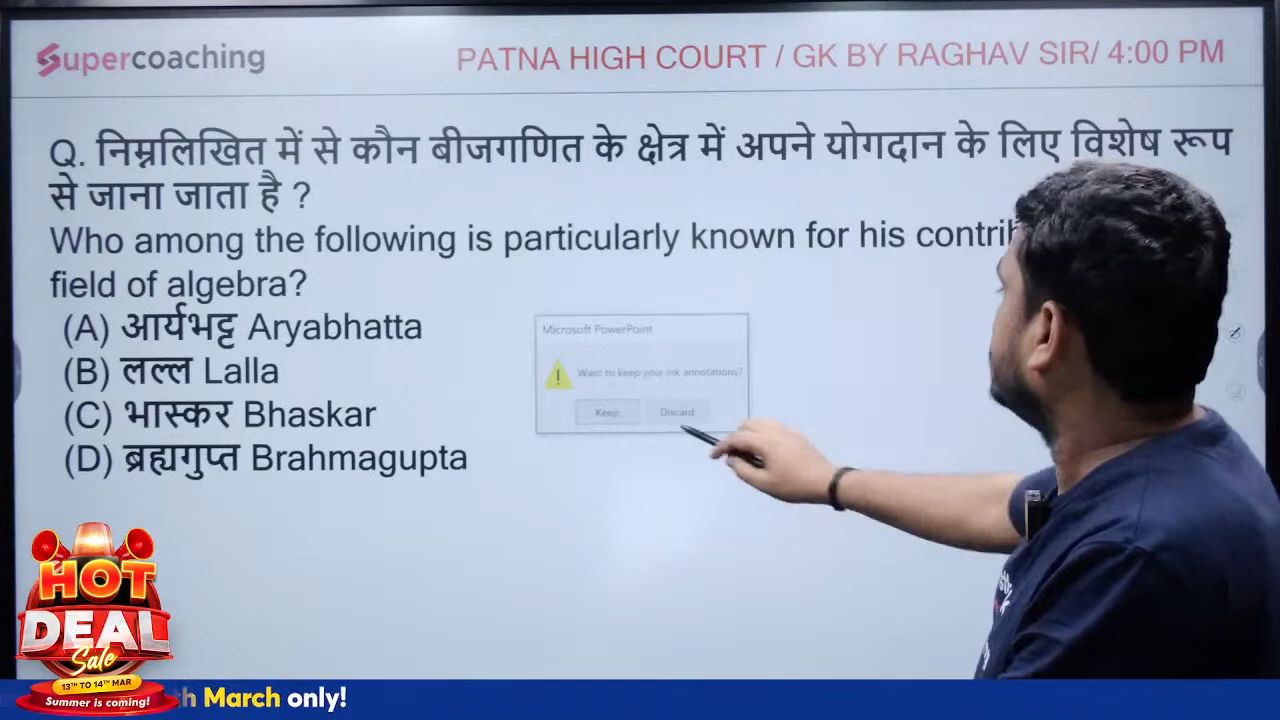 Supercoaching
PATNA HIGH COURT / GK BY RAGHAV SIR/ 4:00 PM
Q. निम्नलिखित में से कौन बीजगणित के क्षेत्र में अपने योगदान के लिए विशेष रूप
से जाना जाता है ?
Who among the following is particularly known for his
field of algebra?
(A) आर्यभट्ट Aryabhatta
(B) लल्ल Lalla
(C) भास्कर Bhaskar
(D) ब्रह्यगुप्त Brahmagupta
Microsoft PowerPoint
Want to keep your ink annotations?
Keep
Discard
HOT
DEAL
Sale
13TH TO 14TH MAR
Summer is coming!
March only!